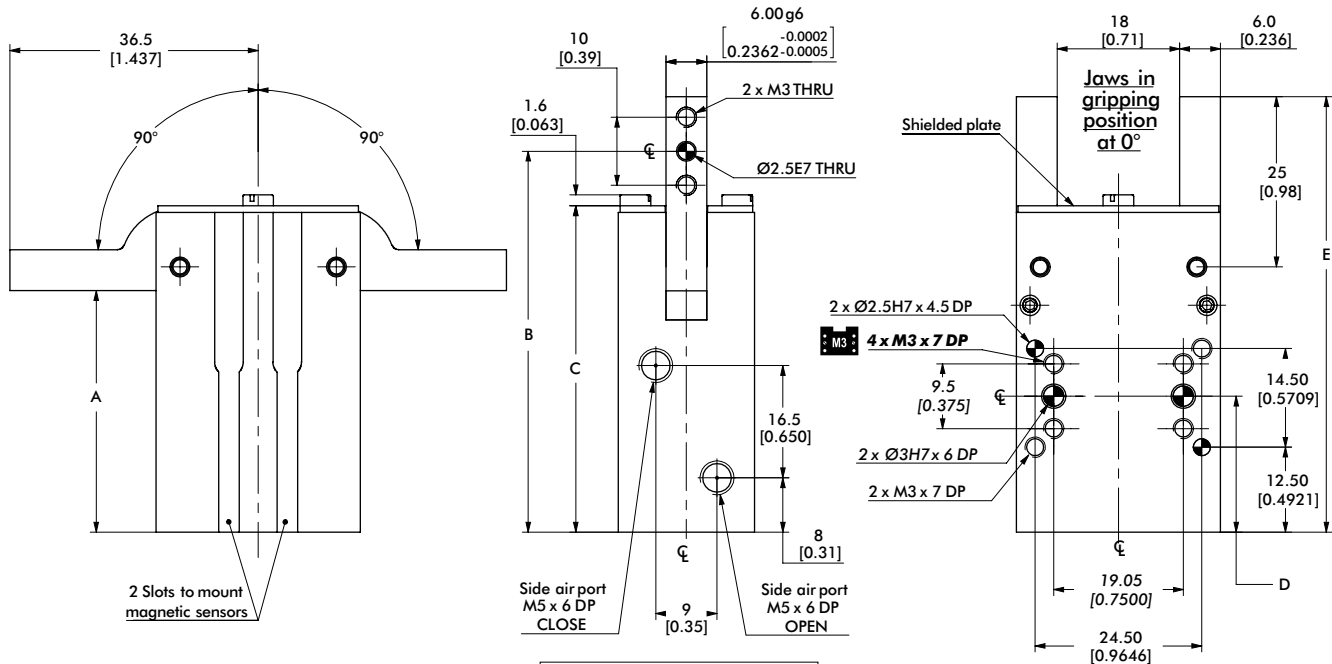 36.5
[1.437]
90°
90°
A
2 Slots to mount
magnetic sensors
6.00 g6
-0.0002
[0.2362-0.0005]
10
[0.39]
2 x M3 THRU
1.6
[0.063]
℄
Ø2.5E7 THRU
B
C
16.5
[0.650]
8
[0.31]
℄
Side air port
M5 x 6 DP
CLOSE
9
[0.35]
Side air port
M5 x 6 DP
OPEN
18
[0.71]
6.0
[0.236]
Jaws in
gripping
position
at 0°
Shielded plate
25
[0.98]
E
2 x Ø2.5H7 x 4.5 DP
M3
4 x M3 x 7 DP
9.5
[0.375]
℄
14.50
[0.5709]
2 x Ø3H7 x 6 DP
2 x M3 x 7 DP
12.50
[0.4921]
℄
D
19.05
[0.7500]
24.50
[0.9646]